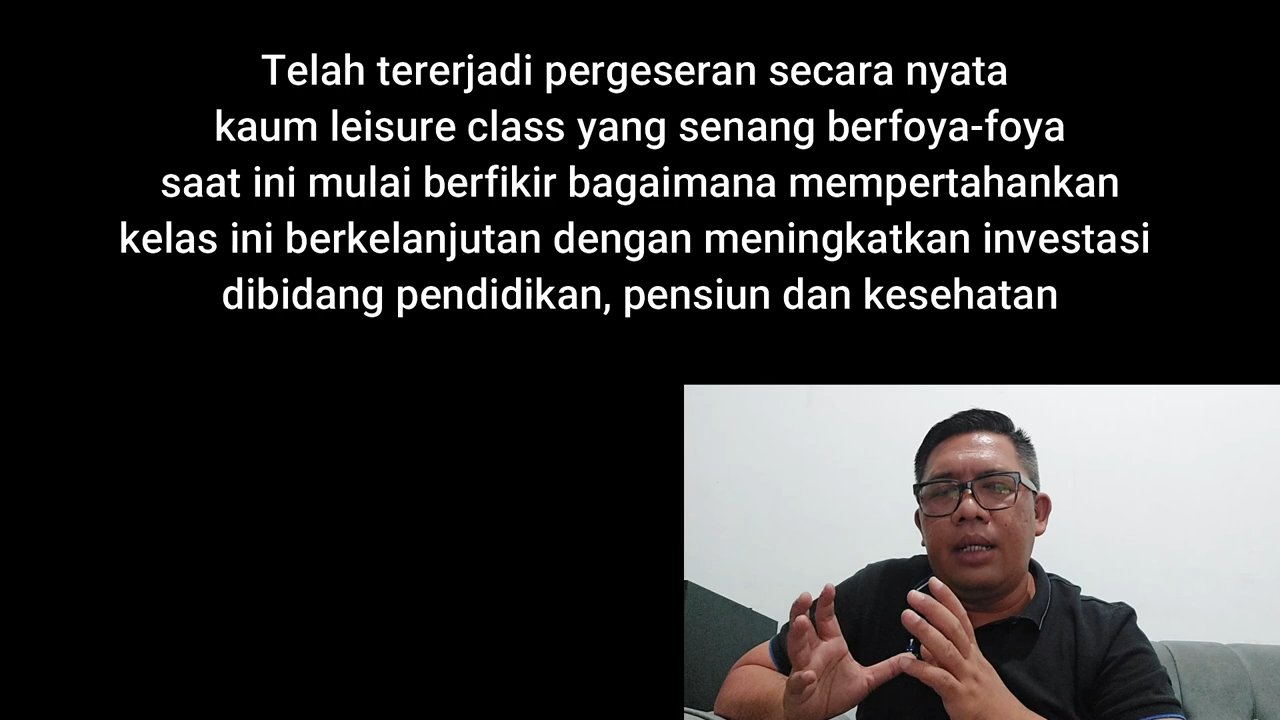 Telah tererjadi pergeseran secara nyata
kaum leisure class yang senang berfoya-foya
saat ini mulai berfikir bagaimana mempertahankan
kelas ini berkelanjutan dengan meningkatkan investasi
dibidang pendidikan, pensiun dan kesehatan